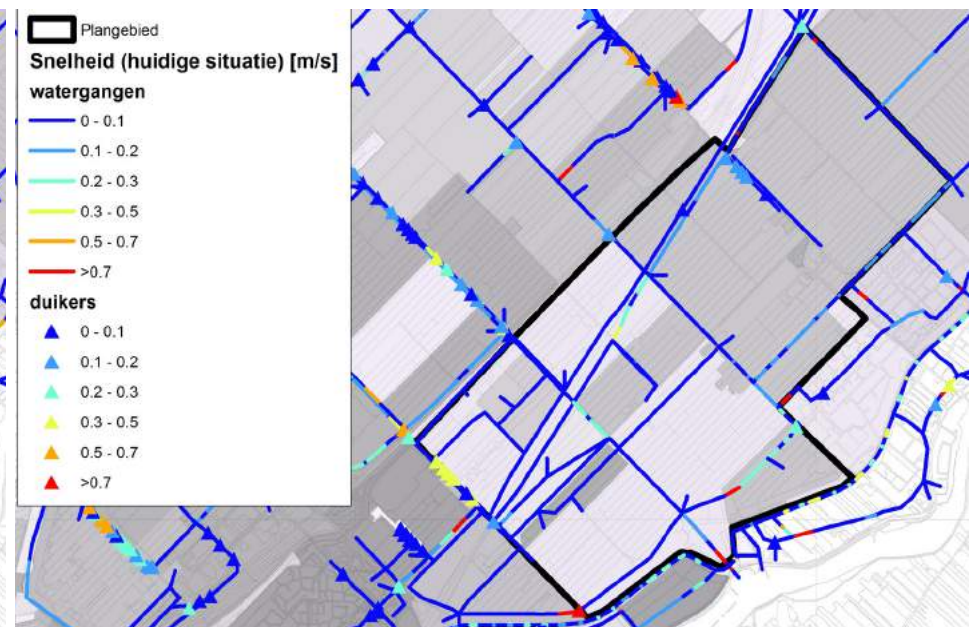 Plangebied
Snelheid (huidige situatie) [m/s]
watergangen
0 - 0.1
0.1 - 0.2
0.2 - 0.3
0.3 - 0.5
0.5 - 0.7
>0.7
duikers
0 - 0.1
0.1 - 0.2
0.2 - 0.3
0.3 - 0.5
0.5 - 0.7
>0.7